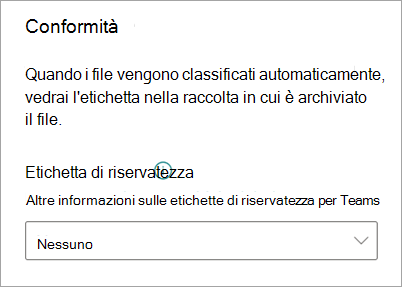 Conformità
Quando i file vengono classificati automaticamente,
vedrai l'etichetta nella raccolta in cui è archiviato
il file.
Etichetta di riservatezza
Altre informazioni sulle etichette di riservatezza per Teams
Nessuno